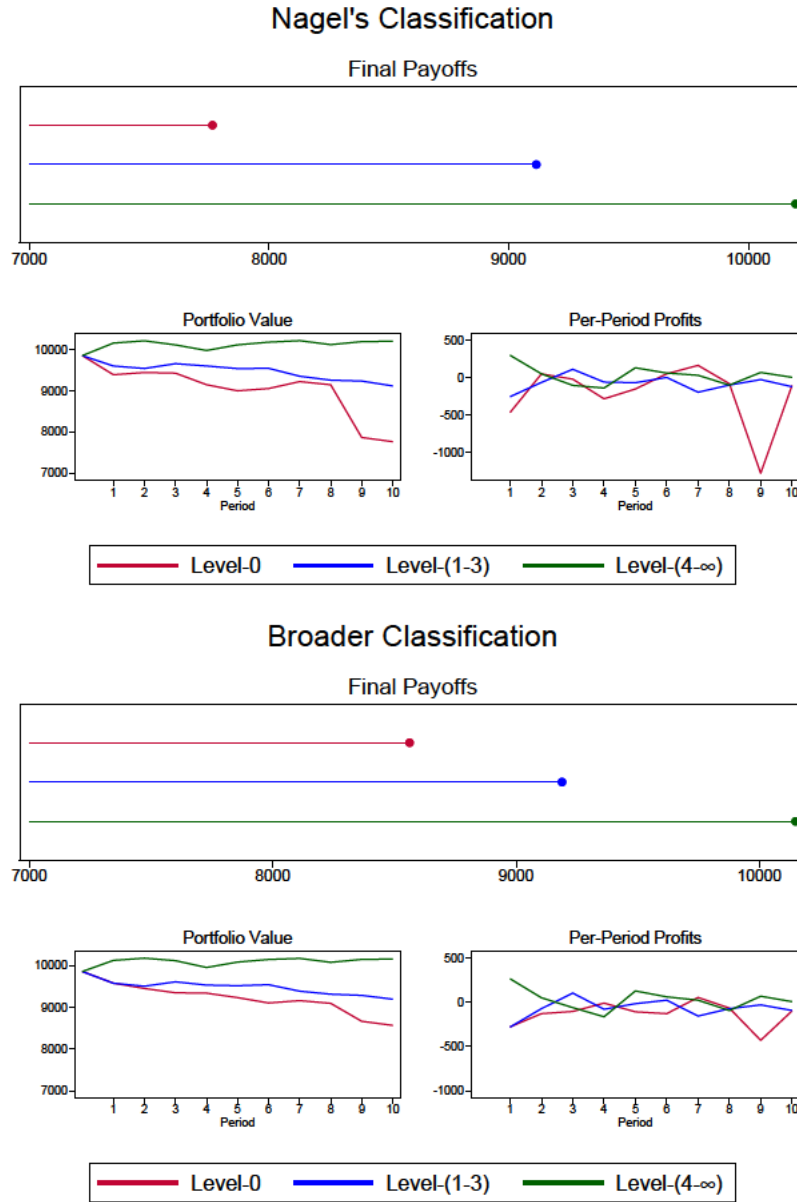 Nagel's Classification
Final Payoffs
7000 8000 9000 10000
Portfolio Value
10000
9000
8000
7000
1 2 3 4 5 6 7 8 9 10
Period
Per-Period Profits
500
0
-500
-1000
1 2 3 4 5 6 7 8 9 10
Period
Level-0 Level-(1-3) Level-(4-∞)
Broader Classification
Final Payoffs
7000 8000 9000 10000
Portfolio Value
10000
9000
8000
7000
1 2 3 4 5 6 7 8 9 10
Period
Per-Period Profits
500
0
-500
-1000
1 2 3 4 5 6 7 8 9 10
Period
Level-0 Level-(1-3) Level-(4-∞)